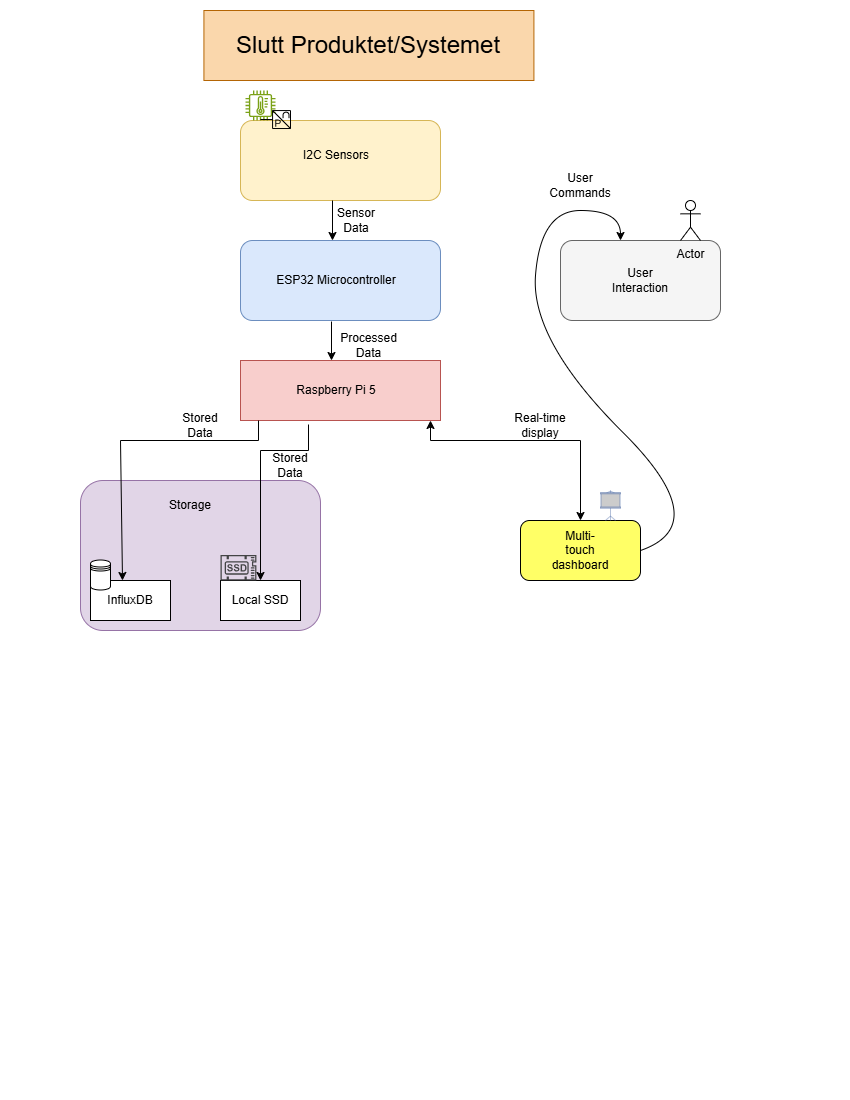 Slutt Produktet/Systemet
P
I2C Sensors
Sensor
Data
User
Commands
ESP32 Microcontroller
Actor
User
Interaction
Processed
Data
Raspberry Pi 5
Stored
Data
Real-time
display
Stored
Data
Storage
SSD
InfluxDB
Local SSD
Multi-
touch
dashboard